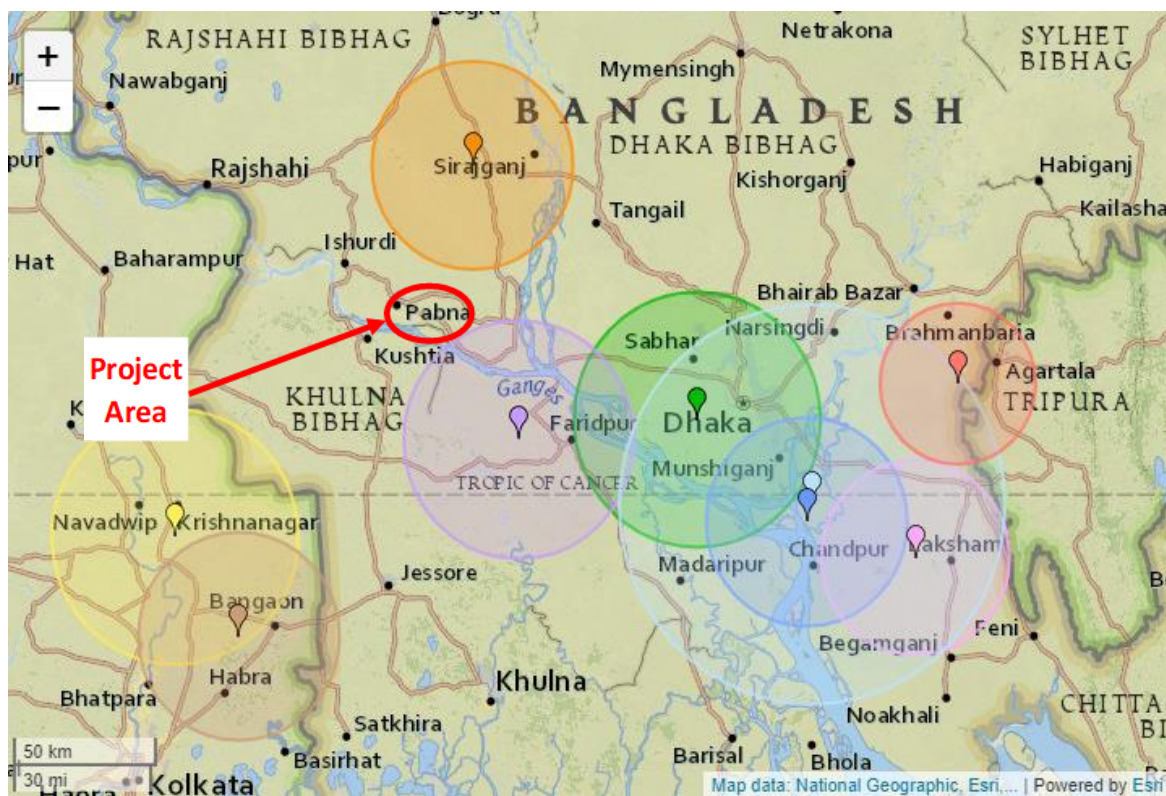 Bogra
Netrakona
+
RAJSHAHI BIBHAG
SYLHET
BIBHAG
−
Nawabganj
Mymensingh
BANGLADESH
DHAKA BIBHAG
pur
Rajshahi
Sirajganj
Kishorganj
Habiganj
Tangail
Kailasha
Ishurdi
Hat
Baharampur
Bhairab Bazar
Pabna
Narsingdi
Brahmanbaria
Sabhar
Kushtia
Project
Area
Agartala
TRIPURA
KHULNA
BIBHAG
Ganges
Faridpur
Dhaka
Munshiganj
TROPIC OF CANCER
Navadwip
Krishnanagar
Chandpur
Laksham
Madaripur
Jessore
Bangaon
Feni
Begamganj
Habra
Khulna
Bhatpara
Noakhali
CHITTA
BI
Satkhira
50 km
30 mi
Basirhat
Barisal
Bhola
Kolkata
Map data: National Geographic, Esri,... | Powered by Esri